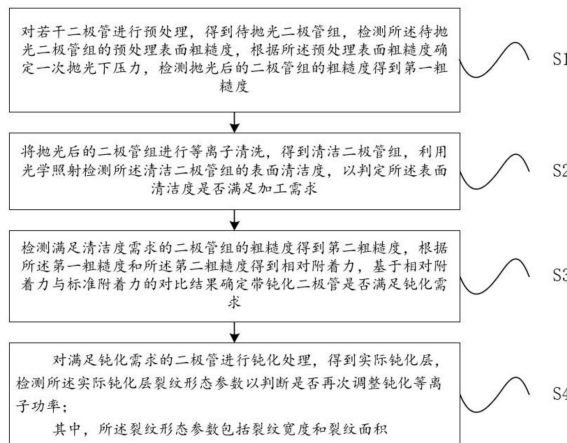 对若干二极管进行预处理，得到待抛光二极管组，检测所述待抛
光二极管组的预处理表面粗糙度，根据所述预处理表面粗糙度确
定一次抛光下压力，检测抛光后的二极管组的粗糙度得到第一粗
糙度
S1
将抛光后的二极管组进行等离子清洗，得到清洁二极管组，利用
光学照射检测所述清洁二极管组的表面清洁度，以判定所述表面
清洁度是否满足加工需求
S2
检测满足清洁度需求的二极管组的粗糙度得到第二粗糙度，根据
所述第一粗糙度和所述第二粗糙度得到相对附着力，基于相对附
着力与标准附着力的对比结果确定带钝化二极管是否满足钝化需
求
S3
对满足钝化需求的二极管进行钝化处理，得到实际钝化层，
检测所述实际钝化层裂纹形态参数以判断是否再次调整钝化等离
子功率；
其中，所述裂纹形态参数包括裂纹宽度和裂纹面积
S4